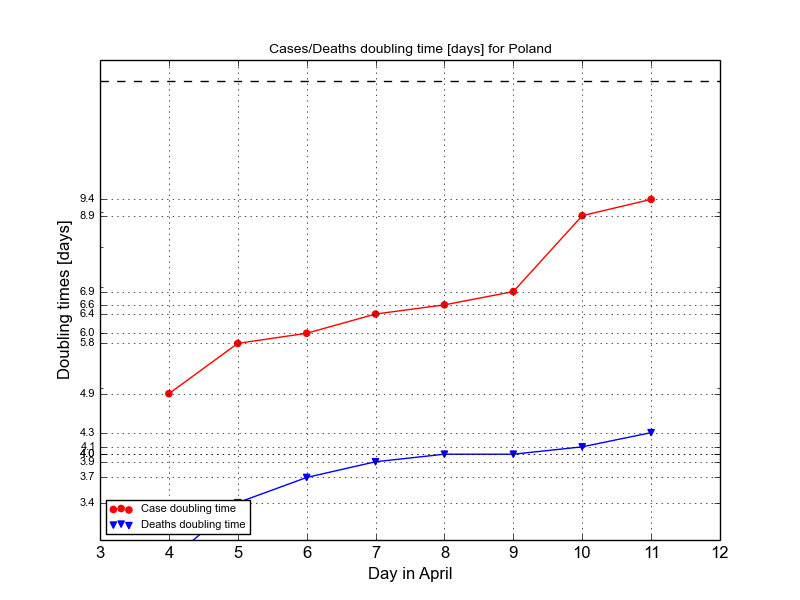 Cases/Deaths doubling time [days] for Poland
Doubling times [days]
9.4
8.9
6.9
6.6
6.4
6.0
5.8
4.9
4.3
4.1
4.0
3.9
3.7
3.4
Case doubling time
Deaths doubling time
3 4 5 6 7 8 9 10 11 12
Day in April